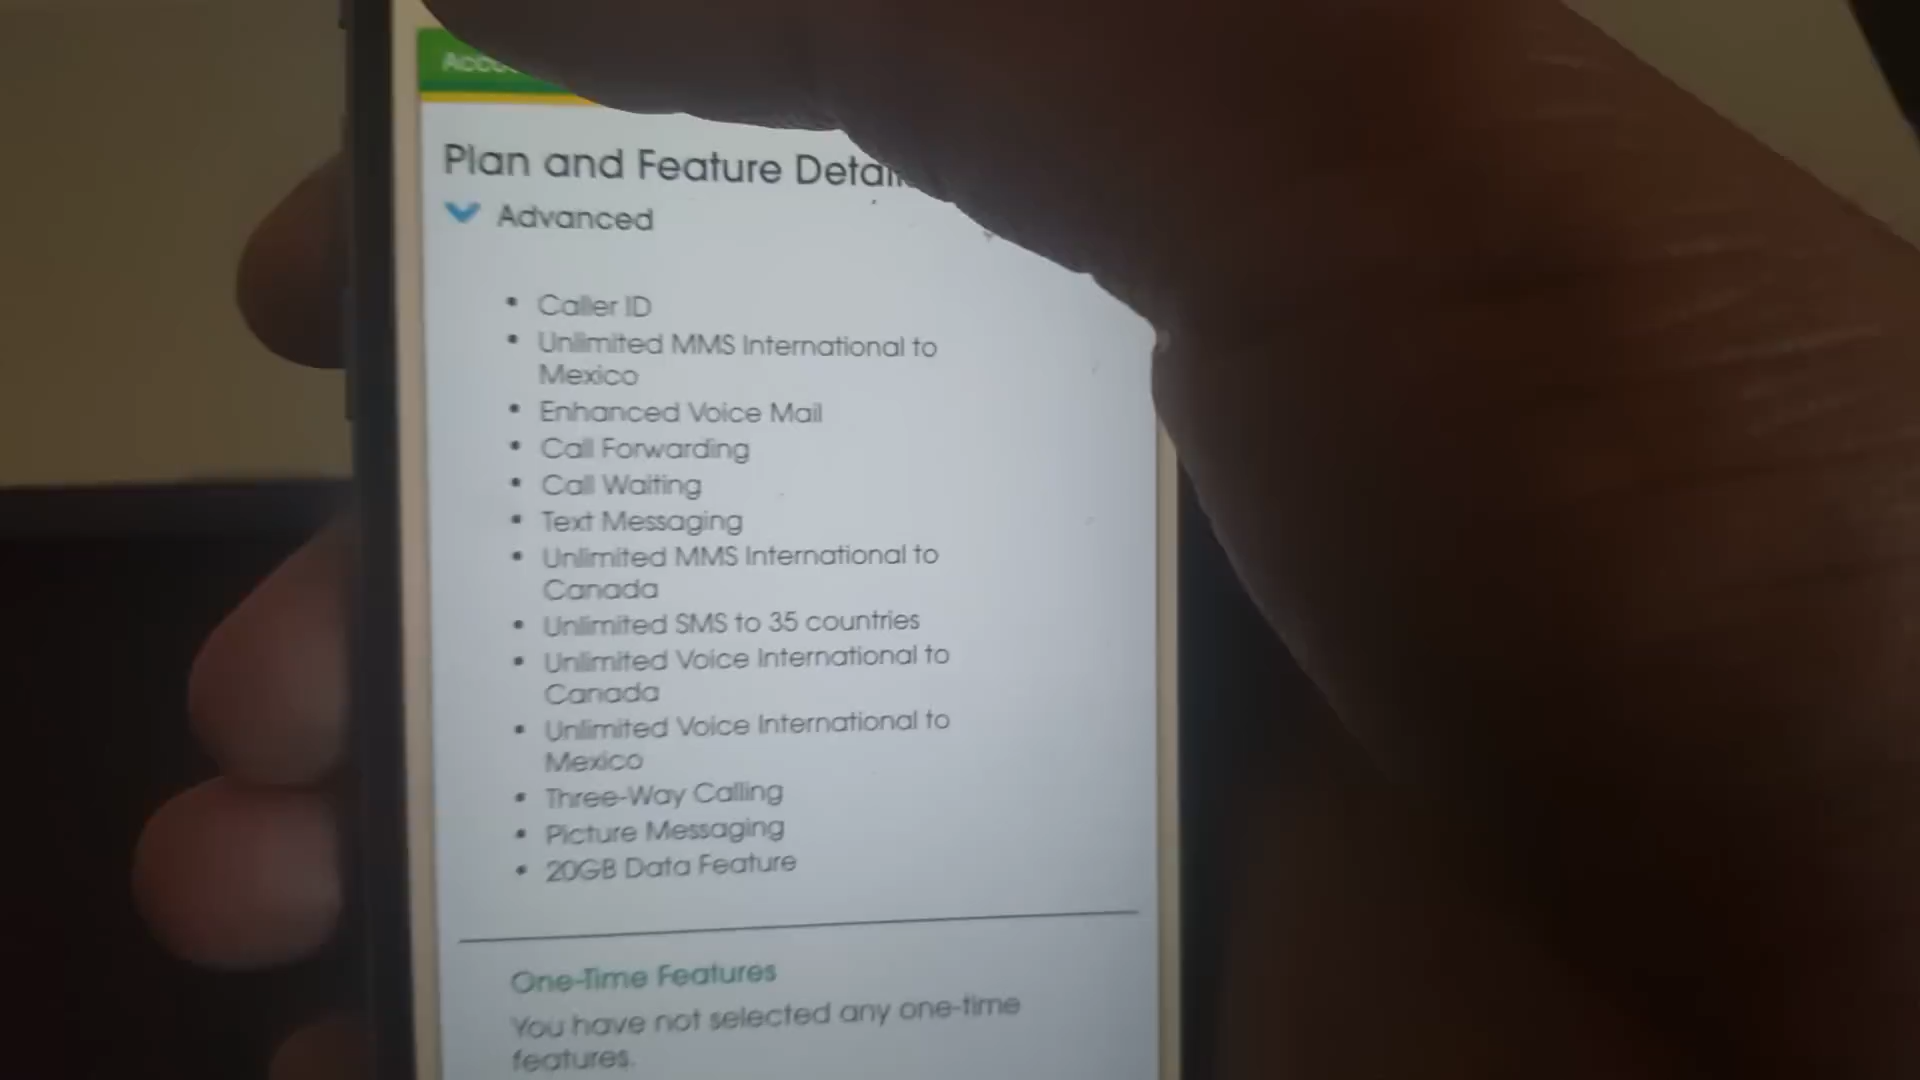 Plan and Feature
Advanced
• Caller ID
• Unlimited MMS International to
Mexico
• Enhanced Voice Mail
• Call Forwarding
• Call Waiting
• Text Messaging
• Unlimited MMS International to
Canada
• Unlimited SMS to 35 countries
• Unlimited Voice International to
Canada
• Unlimited Voice International to
Mexico
• Three-Way Calling
• Picture Messaging
• 20GB Data Feature
One-Time Features
You have not selected any one-time
features.